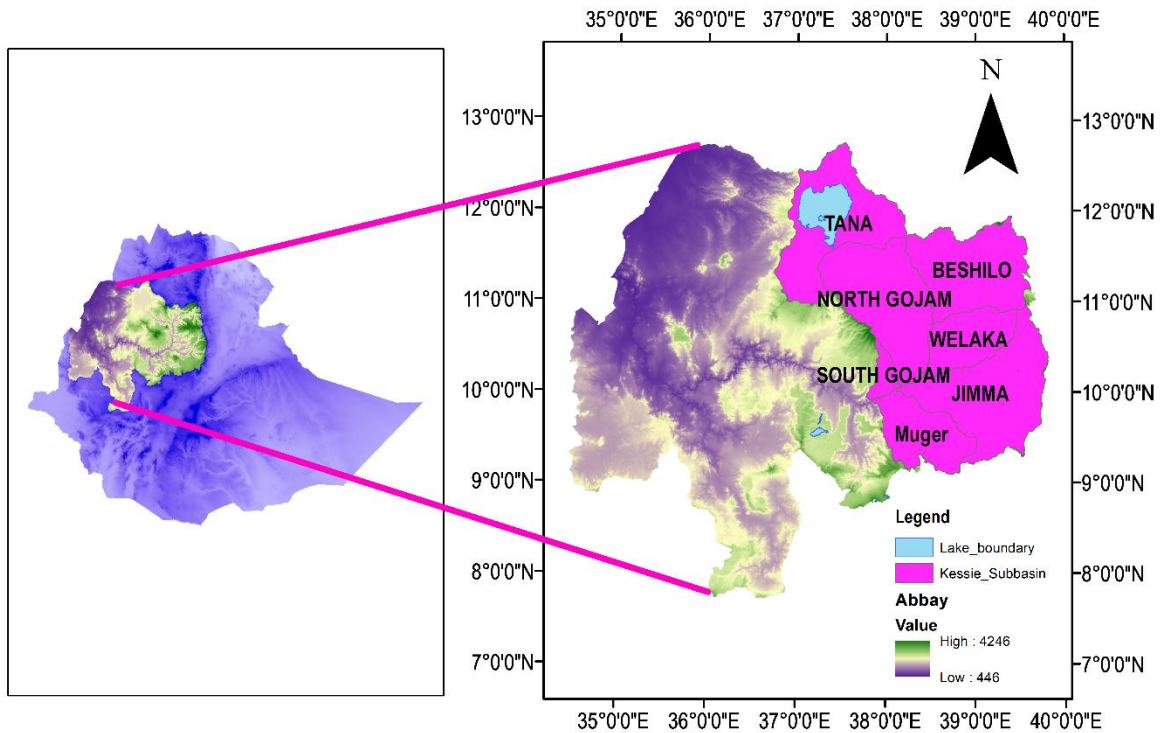 35°0'0"E 36°0'0"E 37°0'0"E 38°0'0"E 39°0'0"E 40°0'0"E
N
13°0'0"N
13°0'0"N
12°0'0"N
12°0'0"N
TANA
BESHILO
11°0'0"N
NORTH GOJAM
11°0'0"N
WELAKA
10°0'0"N
SOUTH GOJAM
10°0'0"N
JIMMA
Muger
9°0'0"N
9°0'0"N
Legend
Lake_boundary
8°0'0"N
Kessie_Subbasin
8°0'0"N
Abbay
Value
High : 4246
7°0'0"N
7°0'0"N
Low : 446
35°0'0"E 36°0'0"E 37°0'0"E 38°0'0"E 39°0'0"E 40°0'0"E